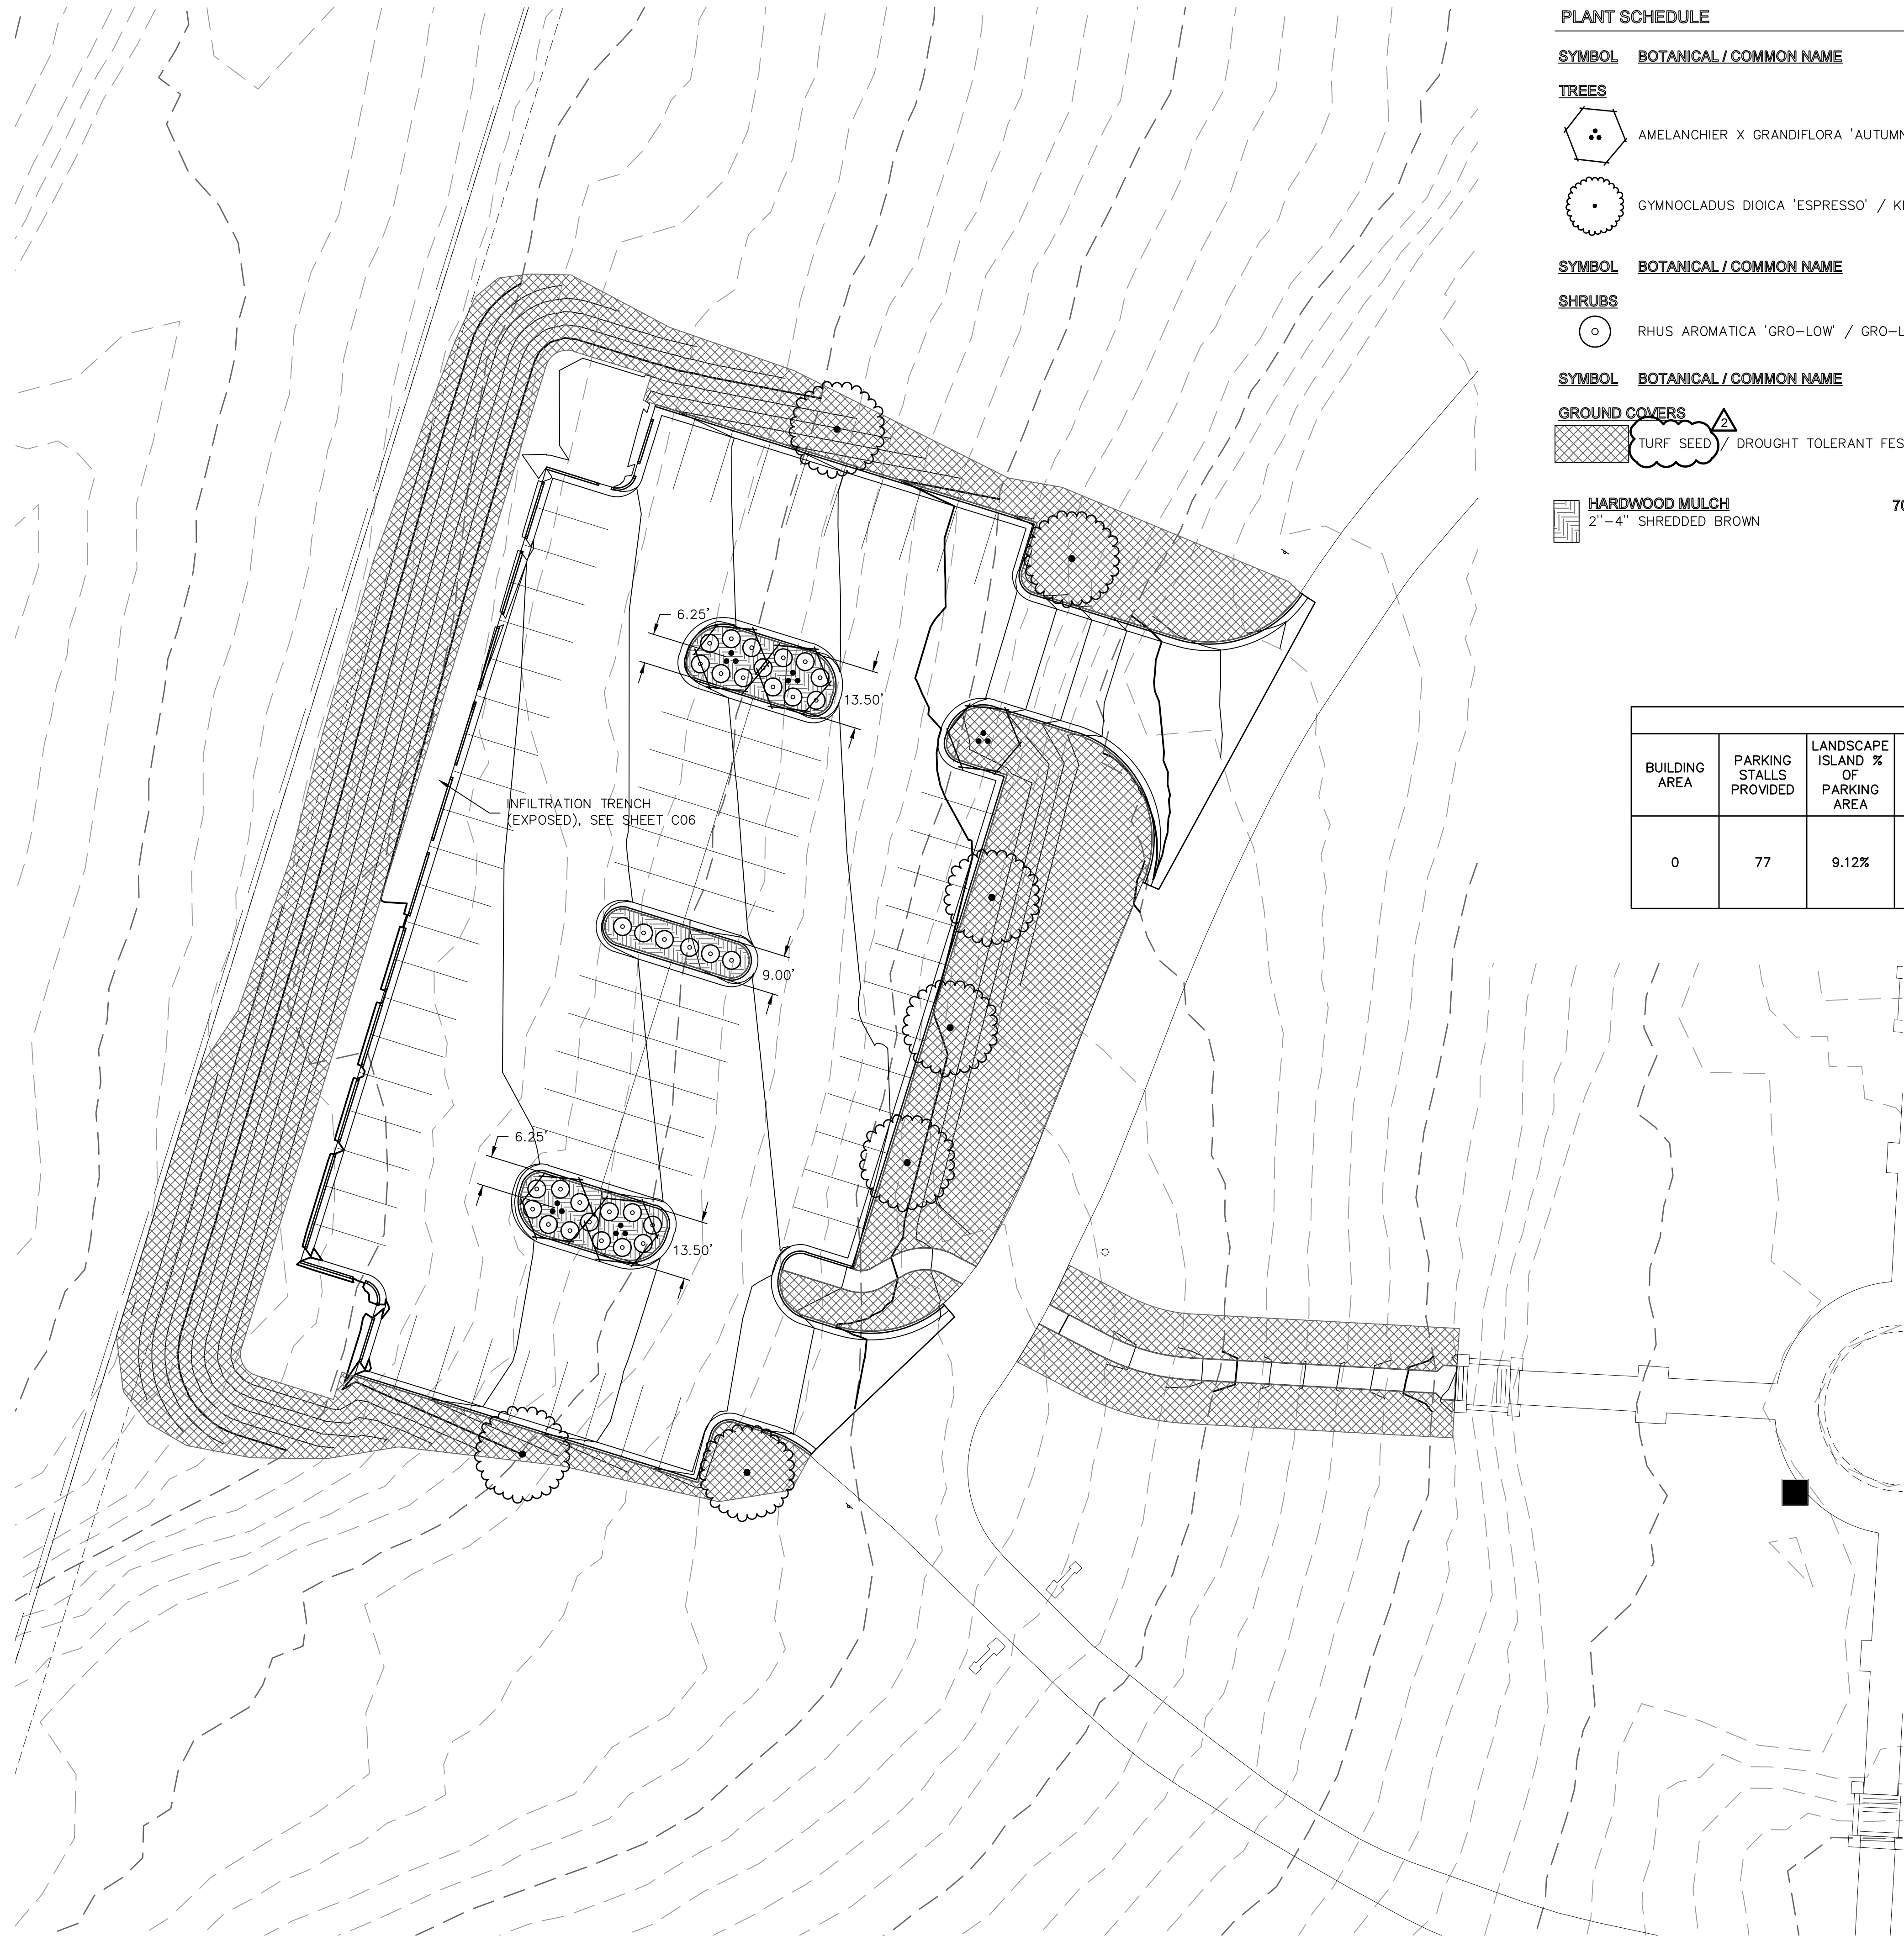 PLANT SCHEDULE
SYMBOL BOTANICAL / COMMON NAME
TREES
AMELANCHIER X GRANDIFLORA 'AUTUMN
GYMNOCLADUS DIOICA 'ESPRESSO' /
SYMBOL BOTANICAL / COMMON NAME
SHRUBS
RHUS AROMATICA 'GRO-LOW' / GRO-L
SYMBOL BOTANICAL / COMMON NAME
GROUND COVERS
2
TURF SEED / DROUGHT TOLERANT FES
HARDWOOD MULCH 70
2"-4" SHREDDED BROWN
6.25'
13.50'
BUILDING AREA
PARKING STALLS PROVIDED
LANDSCAPE ISLAND % OF PARKING AREA
0
77
9.12%
INFILTRATION TRENCH
(EXPOSED), SEE SHEET C06
9.00'
6.25'
13.50'